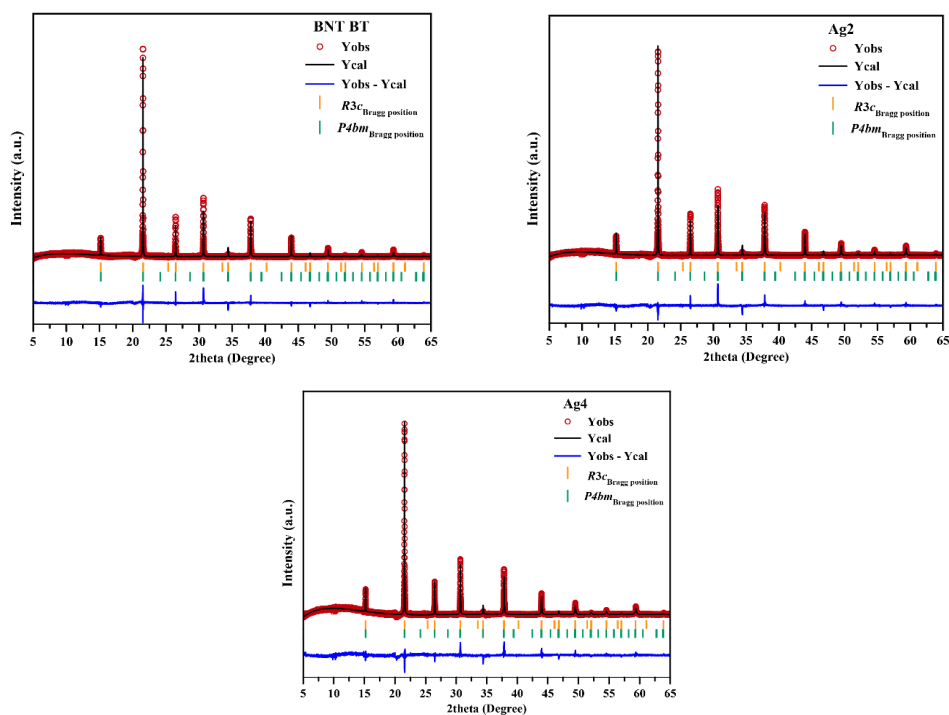 BNT BT
Yobs
Ycal
Yobs - Ycal
R3c Bragg position
P4bm Bragg position
Intensity (a.u.)
5 10 15 20 25 30 35 40 45 50 55 60 65
2theta (Degree)
Ag2
Yobs
Ycal
Yobs - Ycal
R3c Bragg position
P4bm Bragg position
Intensity (a.u.)
5 10 15 20 25 30 35 40 45 50 55 60 65
2theta (Degree)
Ag4
Yobs
Ycal
Yobs - Ycal
R3c Bragg position
P4bm Bragg position
Intensity (a.u.)
5 10 15 20 25 30 35 40 45 50 55 60 65
2theta (Degree)